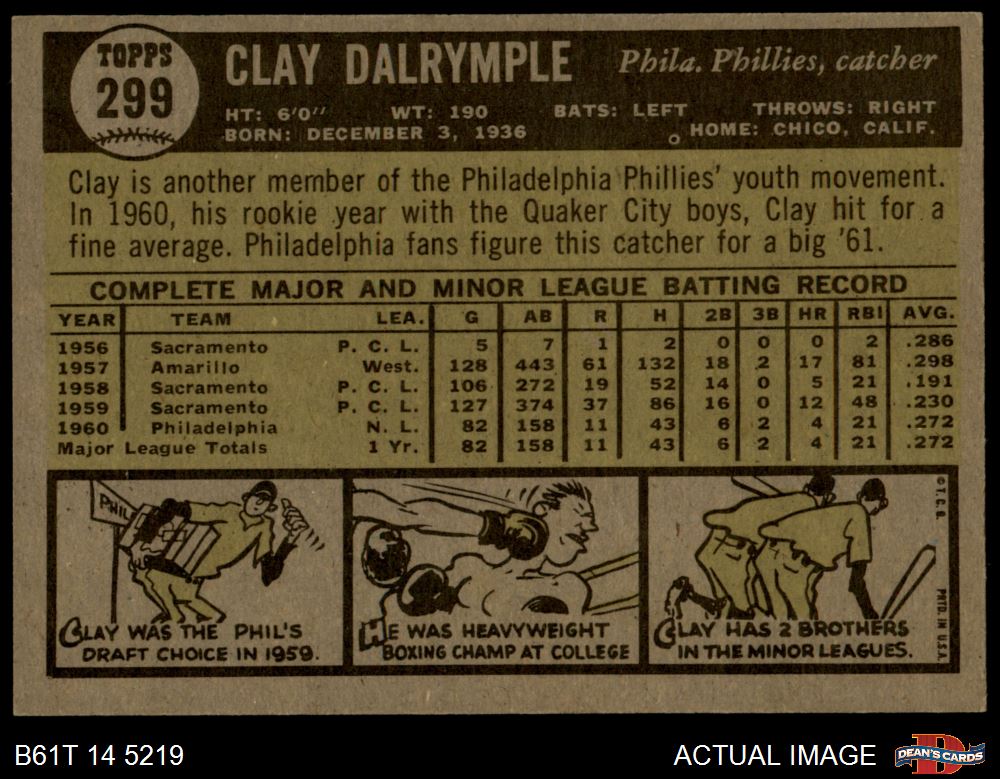 TOPPS
299
CLAY DALRYMPLE
Phila. Phillies, catcher
HT: 6'0" WT: 190 BATS: LEFT THROWS: RIGHT
BORN: DECEMBER 3, 1936 HOME: CHICO, CALIF.
Clay is another member of the Philadelphia Phillies' youth movement.
In 1960, his rookie year with the Quaker City boys, Clay hit for a
fine average. Philadelphia fans figure this catcher for a big '61.
COMPLETE MAJOR AND MINOR LEAGUE BATTING RECORD
YEAR TEAM LEA. G AB R H 2B 3B HR RBI AVG.
1956 Sacramento P. C. L. 5 7 1 2 0 0 0 2 .286
1957 Amarillo West. 128 443 61 132 18 2 17 81 .298
1958 Sacramento P. C. L. 106 272 19 52 14 0 5 21 .191
1959 Sacramento P. C. L. 127 374 37 86 16 0 12 48 .230
1960 Philadelphia N. L. 82 158 11 43 6 2 4 21 .272
Major League Totals 1 Yr. 82 158 11 43 6 2 4 21 .272
PHIL
CLAY WAS THE PHIL'S
DRAFT CHOICE IN 1959.
HE WAS HEAVYWEIGHT
BOXING CHAMP AT COLLEGE
CLAY HAS 2 BROTHERS
IN THE MINOR LEAGUES.
© T. C. G. PRTD. IN U.S.A.
B61T 14 5219
ACTUAL IMAGE
D
DEAN'S CARDS